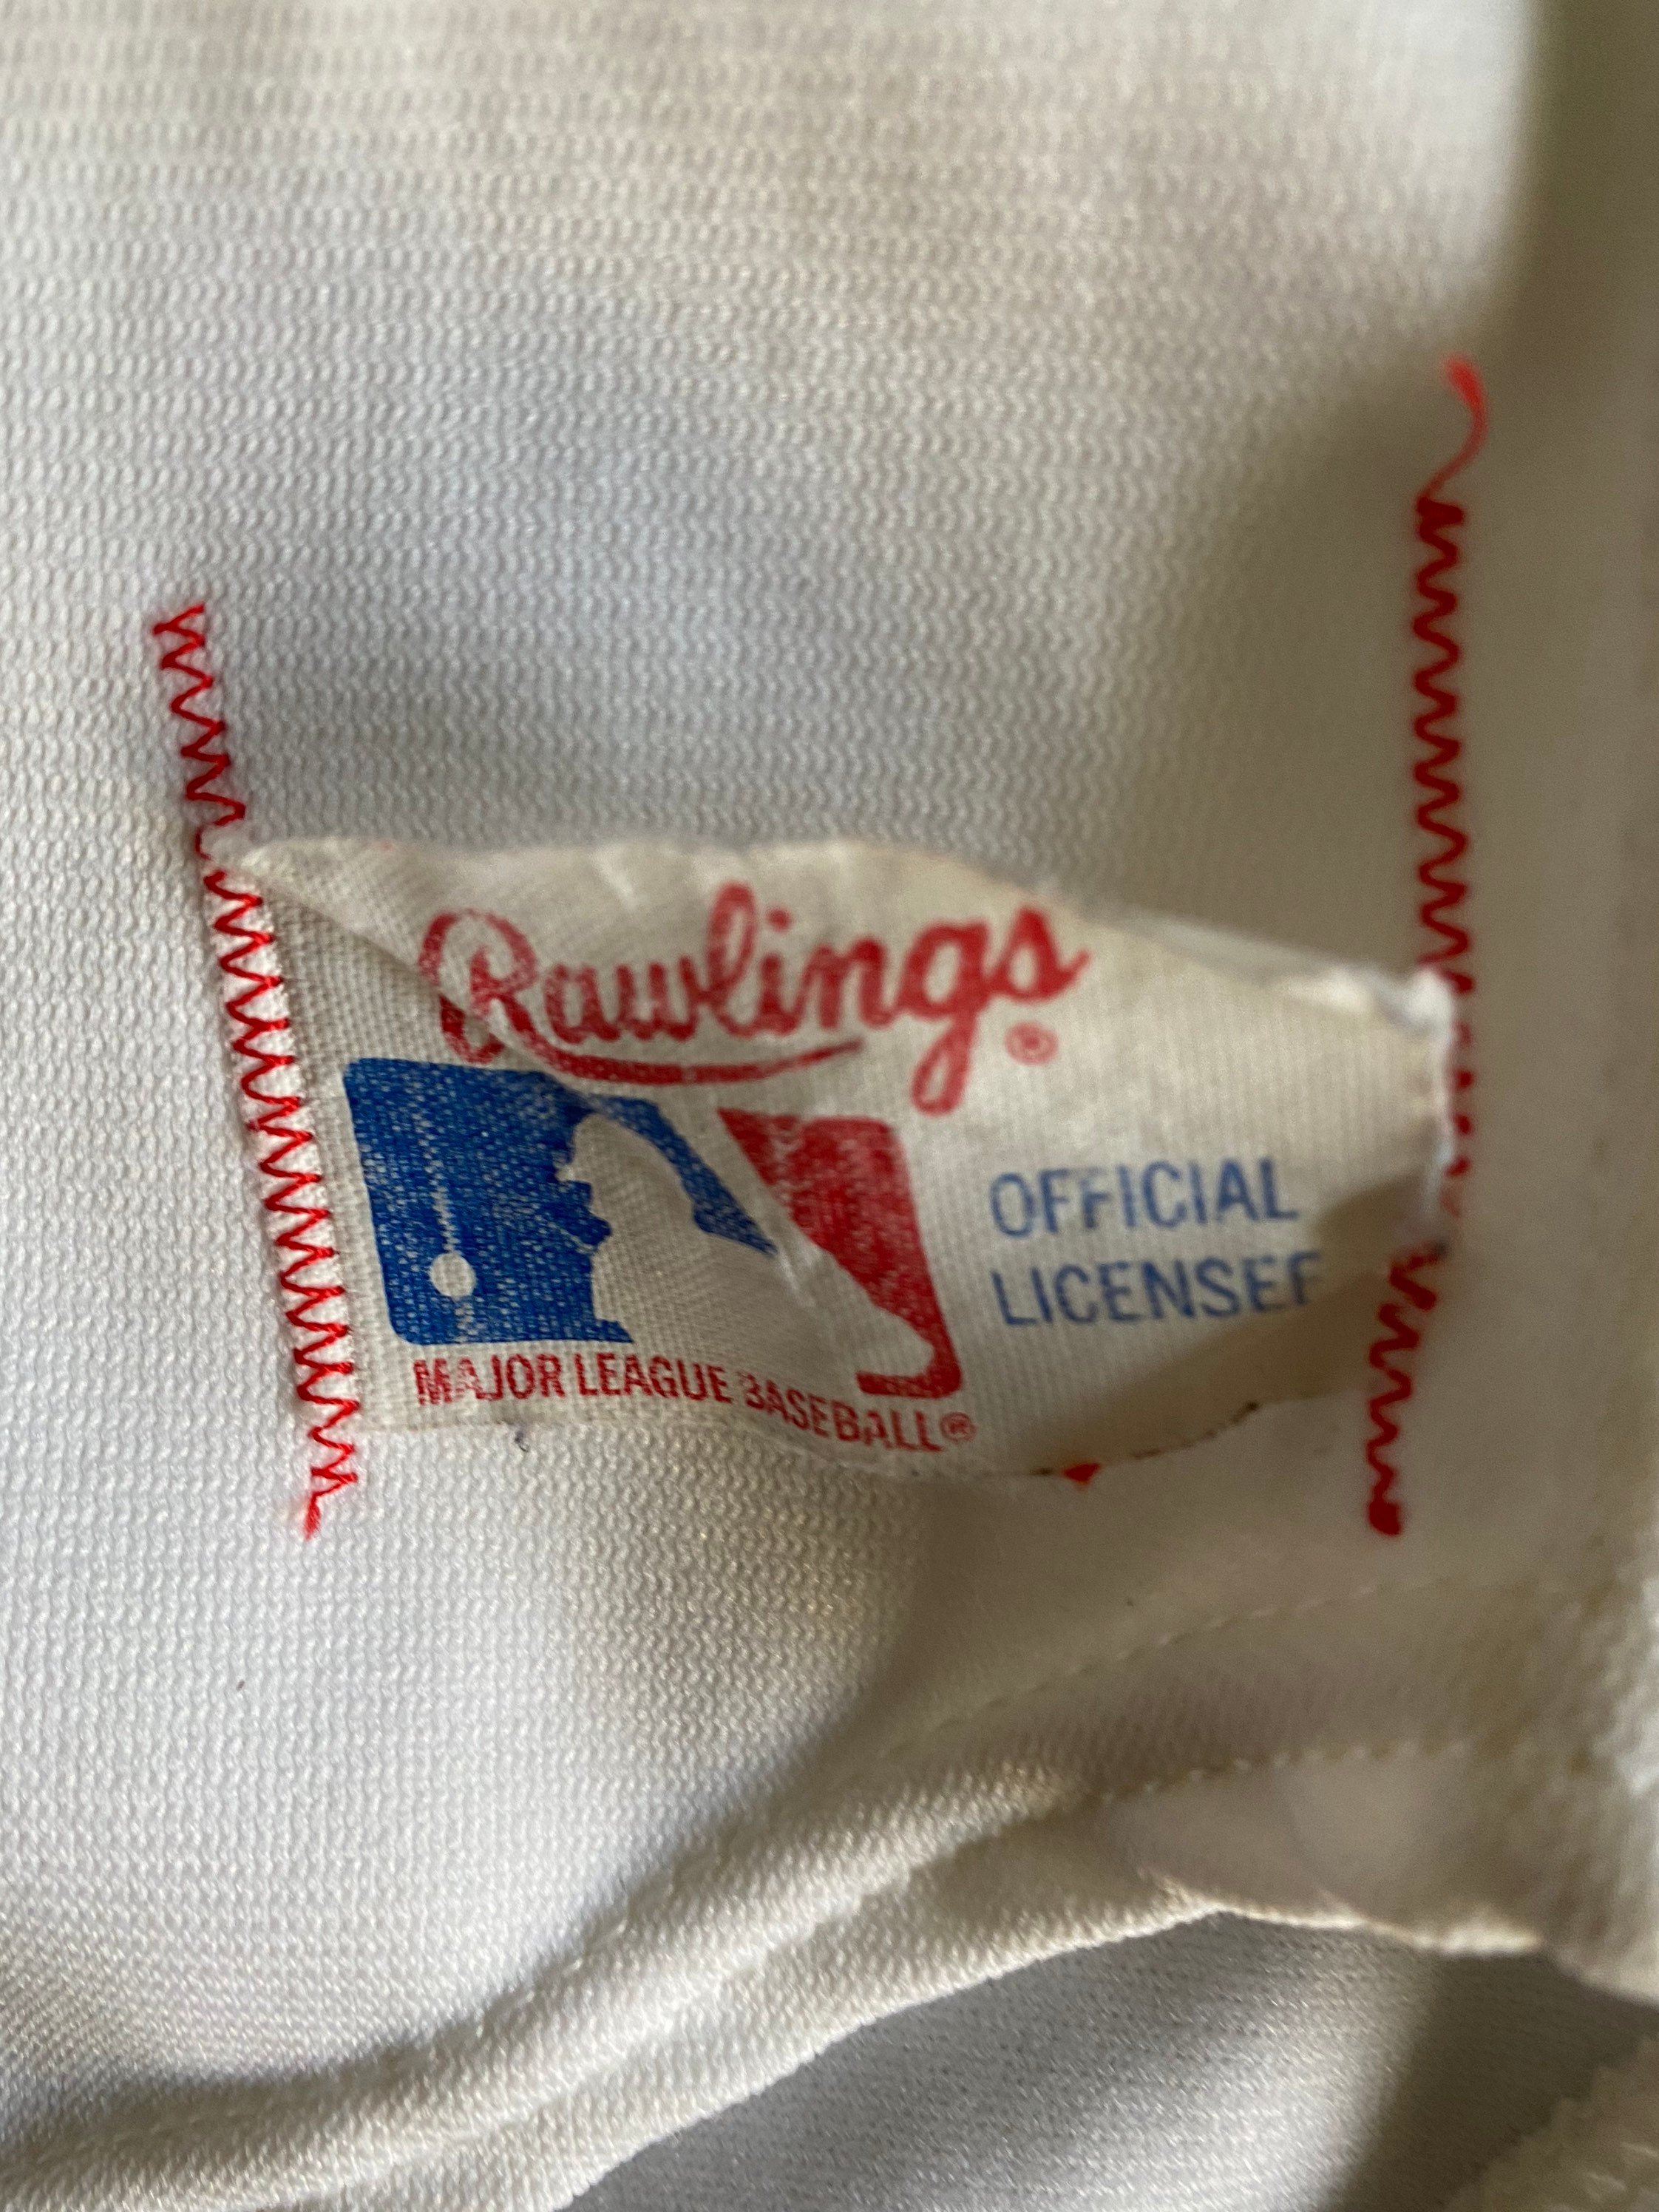 Rawlings®
OFFICIAL
LICENSEE
MAJOR LEAGUE BASEBALL®